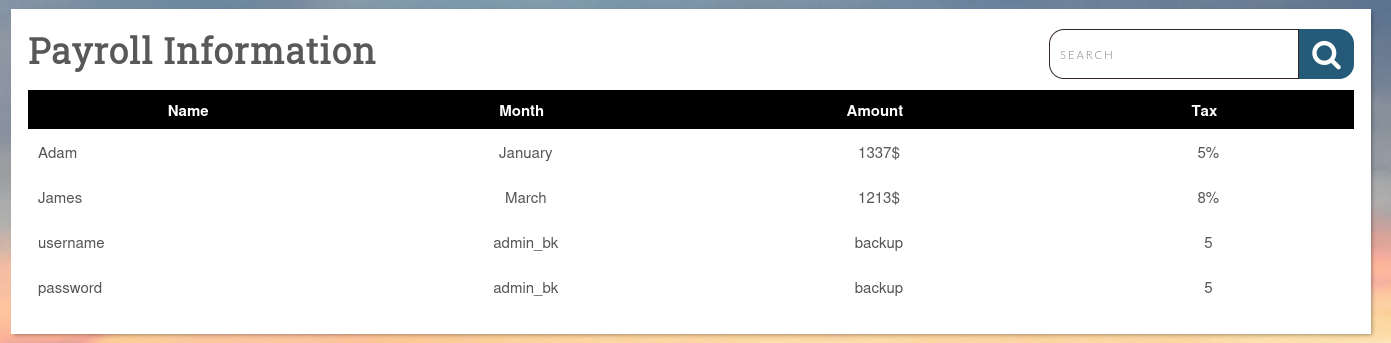 Payroll Information
SEARCH
Name Month Amount Tax
Adam January 1337$ 5%
James March 1213$ 8%
username admin_bk backup 5
password admin_bk backup 5